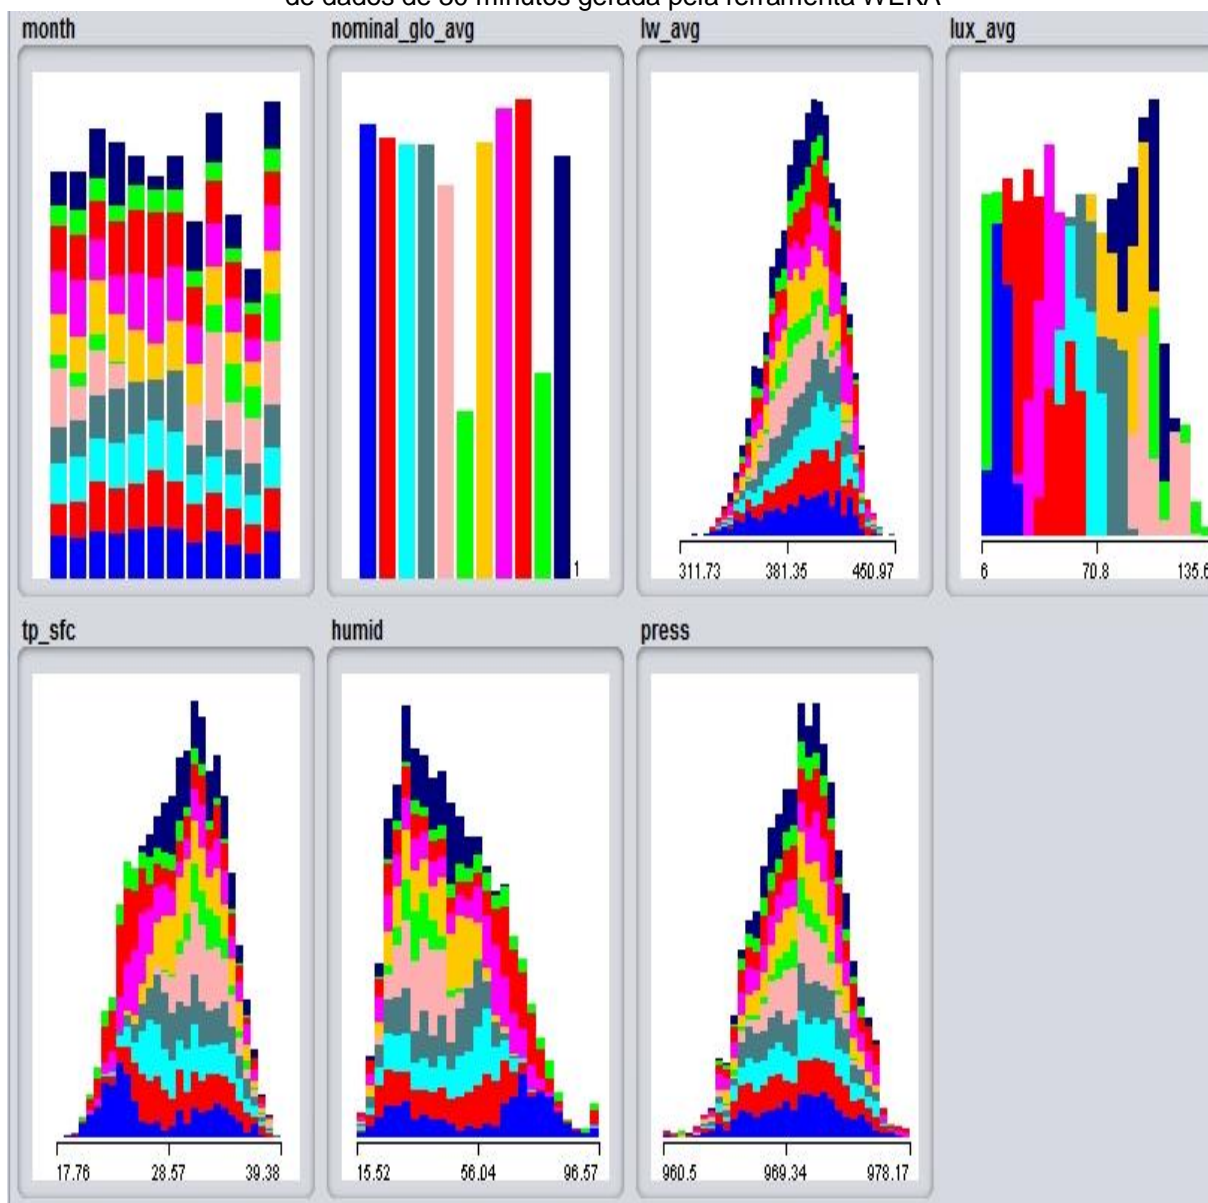 de dados de 30 minutos gerada pela ferramenta WEKA
month nominal_glo_avg lw_avg lux_avg
1
311.73 381.35 450.97
6 70.8 135.6
tp_sfc humid press
17.76 28.57 39.38
15.52 56.04 96.57
960.5 969.34 978.17